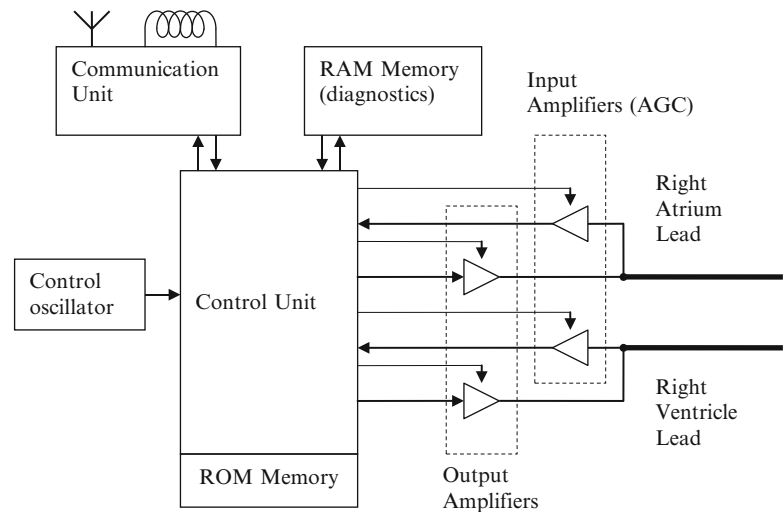 Communication
Unit
RAM Memory
(diagnostics)
Input
Amplifiers (AGC)
Right
Atrium
Lead
Control
oscillator
Control Unit
Right
Ventricle
Lead
ROM Memory
Output
Amplifiers